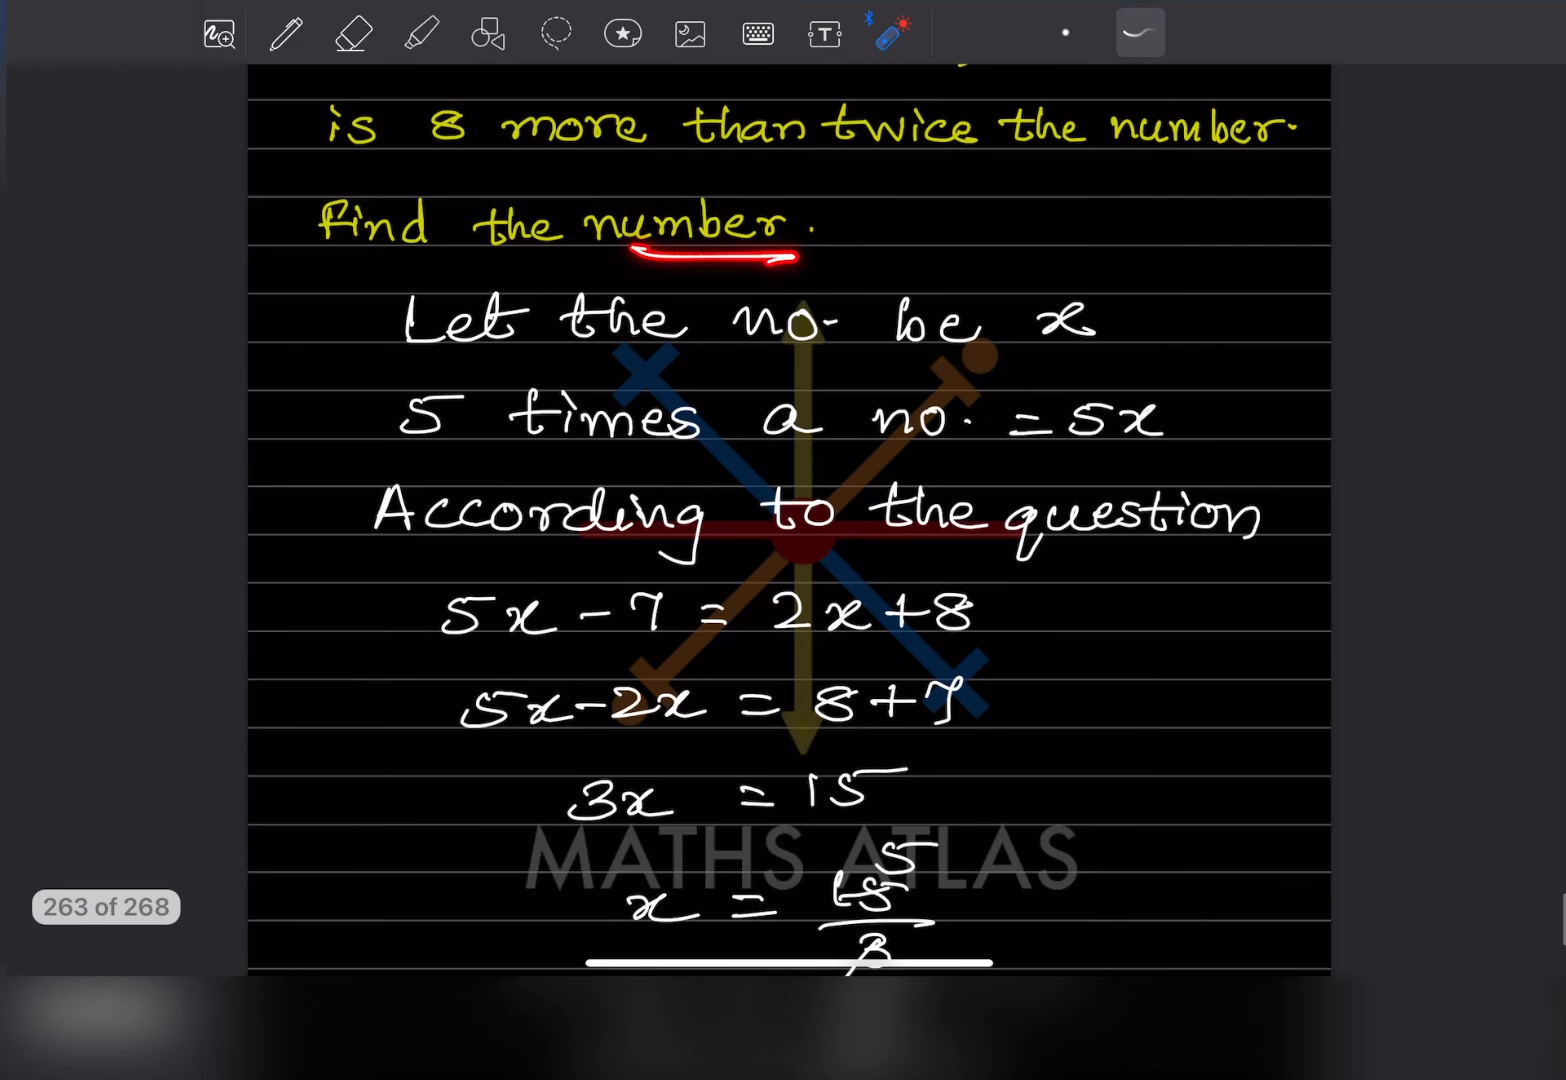 is 8 more than twice the number.
Find the number.
Let the no. be x
5 times a no. = 5x
According to the question
5x - 7 = 2x + 8
5x - 2x = 8 + 7
3x = 15
MATHS ATLAS
5
x = 15
3
263 of 268